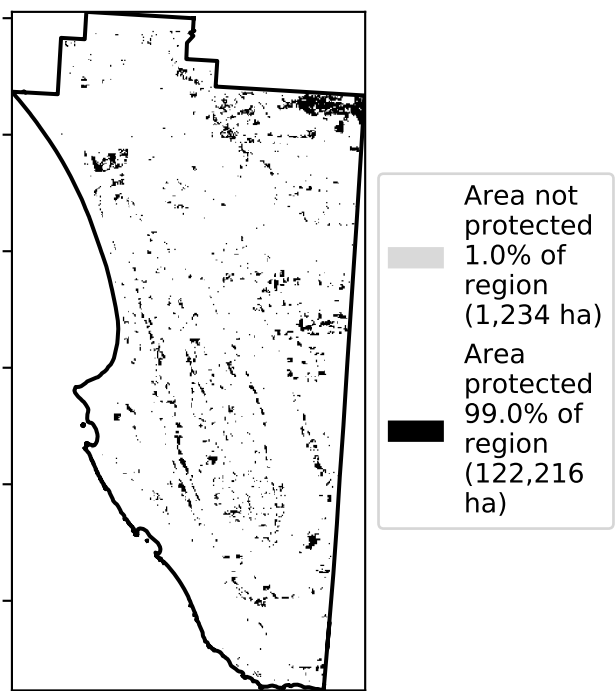 Area not
protected
1.0% of
region
(1,234 ha)
Area
protected
99.0% of
region
(122,216
ha)